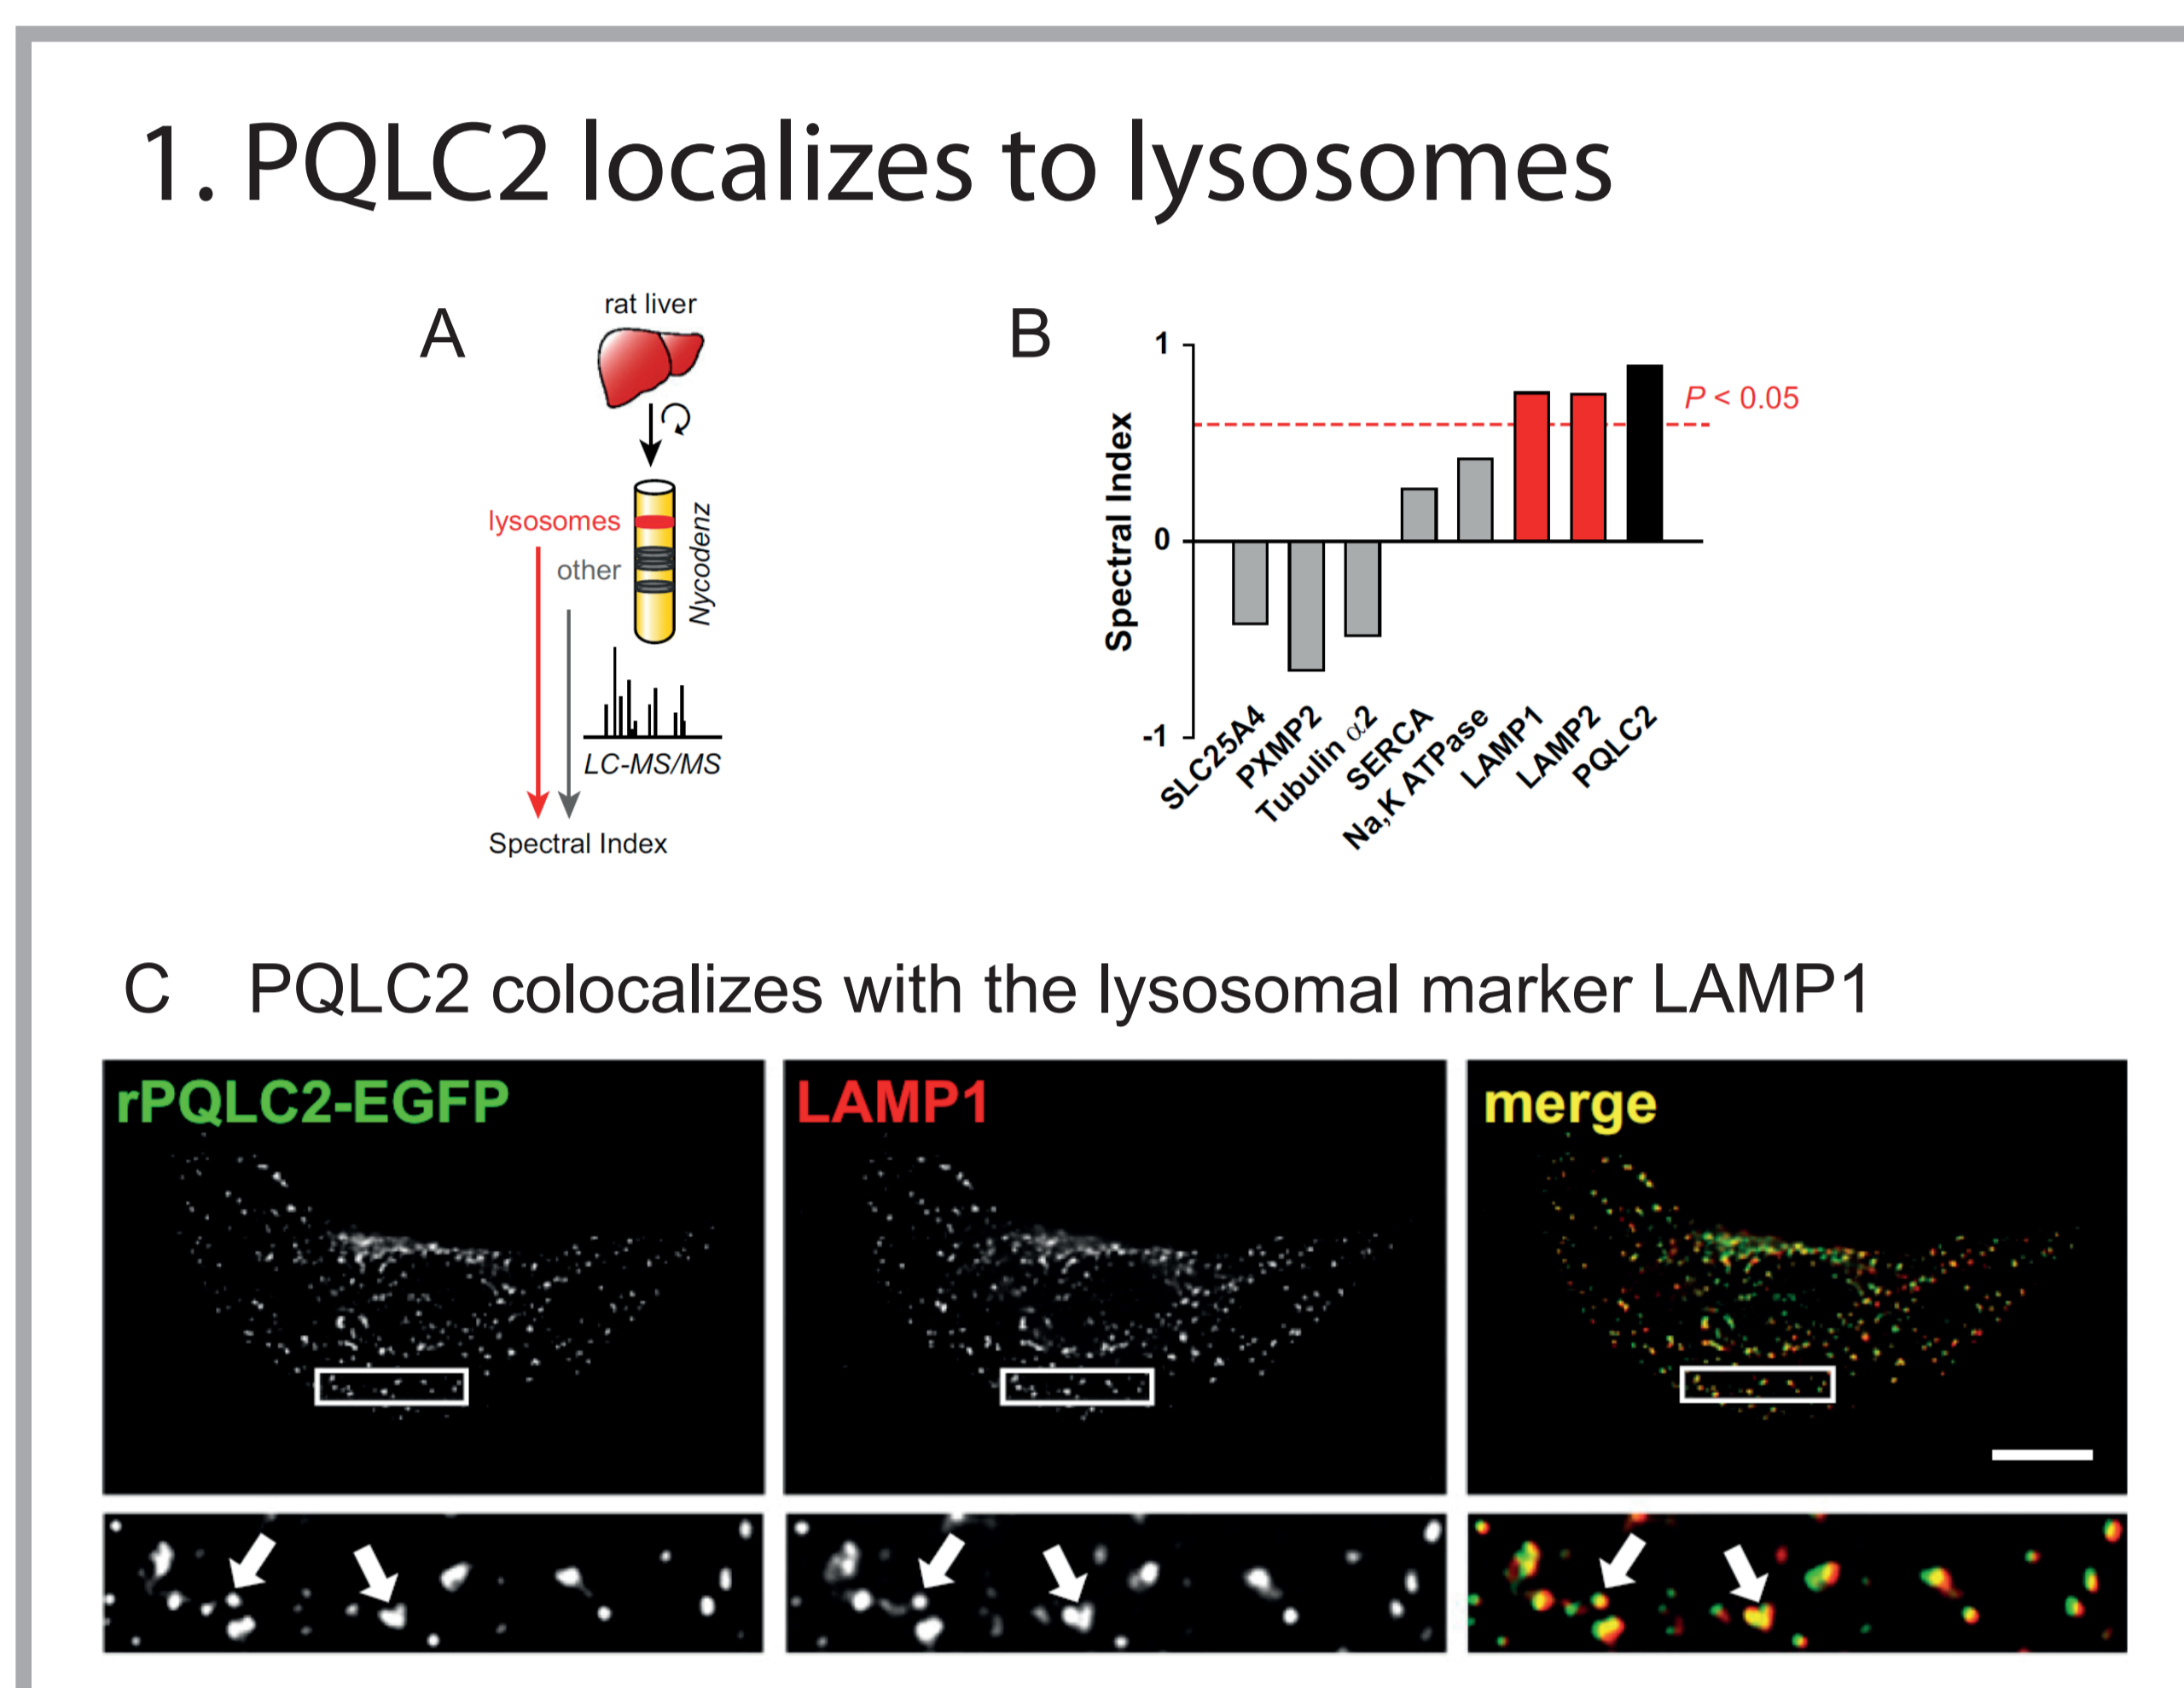 1. PQLC2 localizes to lysosomes
A
rat liver
lysosomes
other
Nycodenz
LC-MS/MS
Spectral Index
B
1
0
-1
Spectral Index
P < 0.05
SLC25A4
PXMP2
Tubulin α2
SERCA
Na,K ATPase
LAMP1
LAMP2
PQLC2
C PQLC2 colocalizes with the lysosomal marker LAMP1
rPQLC2-EGFP
LAMP1
merge